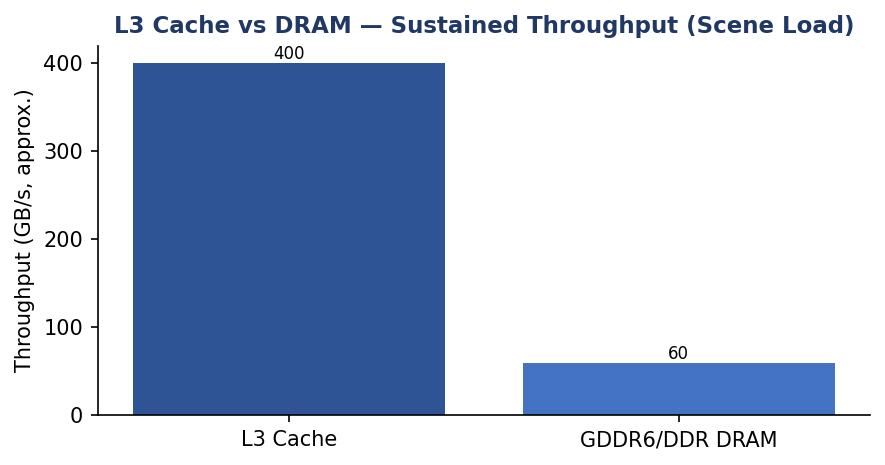 L3 Cache vs DRAM — Sustained Throughput (Scene Load)
Throughput (GB/s, approx.)
400
300
200
100
0
400
60
L3 Cache
GDDR6/DDR DRAM